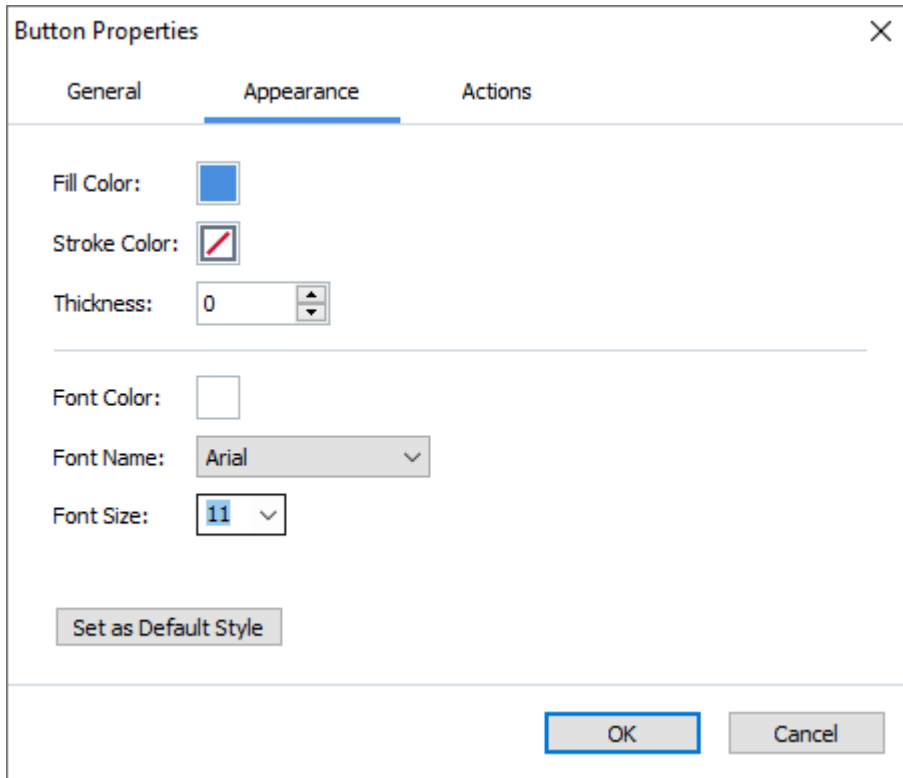 Button Properties
General Appearance Actions
Fill Color:
Stroke Color:
Thickness: 0
Font Color:
Font Name: Arial
Font Size: 11
Set as Default Style
OK Cancel